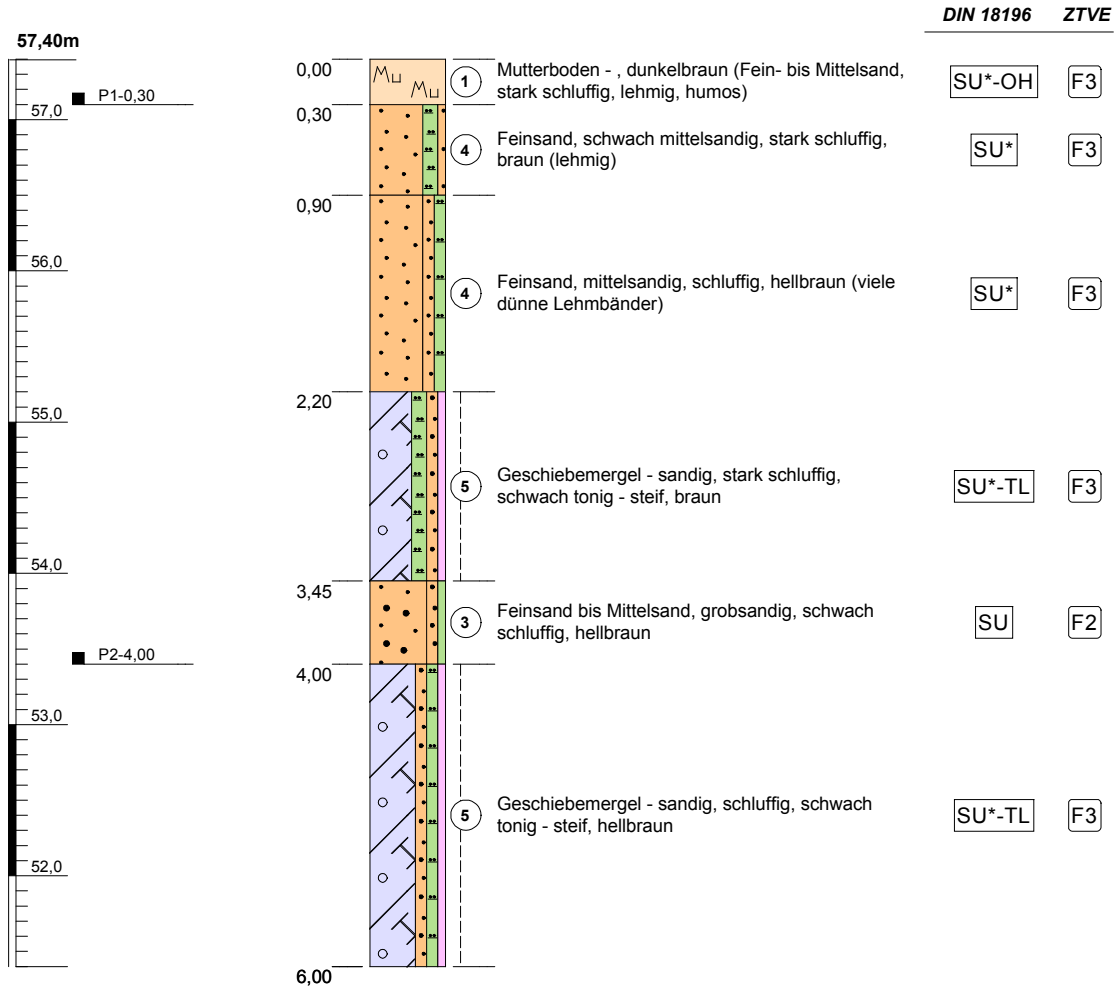 DIN 18196 ZTVE
57,40m
0,00
Mu
Mu
1
Mutterboden - , dunkelbraun (Fein- bis Mittelsand,
stark schluffig, lehmig, humos)
SU*-OH
F3
P1-0,30
57,0
0,30
4
Feinsand, schwach mittelsandig, stark schluffig,
braun (lehmig)
SU*
F3
0,90
56,0
4
Feinsand, mittelsandig, schluffig, hellbraun (viele
dünne Lehmbänder)
SU*
F3
2,20
55,0
5
Geschiebemergel - sandig, stark schluffig,
schwach tonig - steif, braun
SU*-TL
F3
54,0
3,45
3
Feinsand bis Mittelsand, grobsandig, schwach
schluffig, hellbraun
SU
F2
P2-4,00
4,00
53,0
5
Geschiebemergel - sandig, schluffig, schwach
tonig - steif, hellbraun
SU*-TL
F3
52,0
6,00